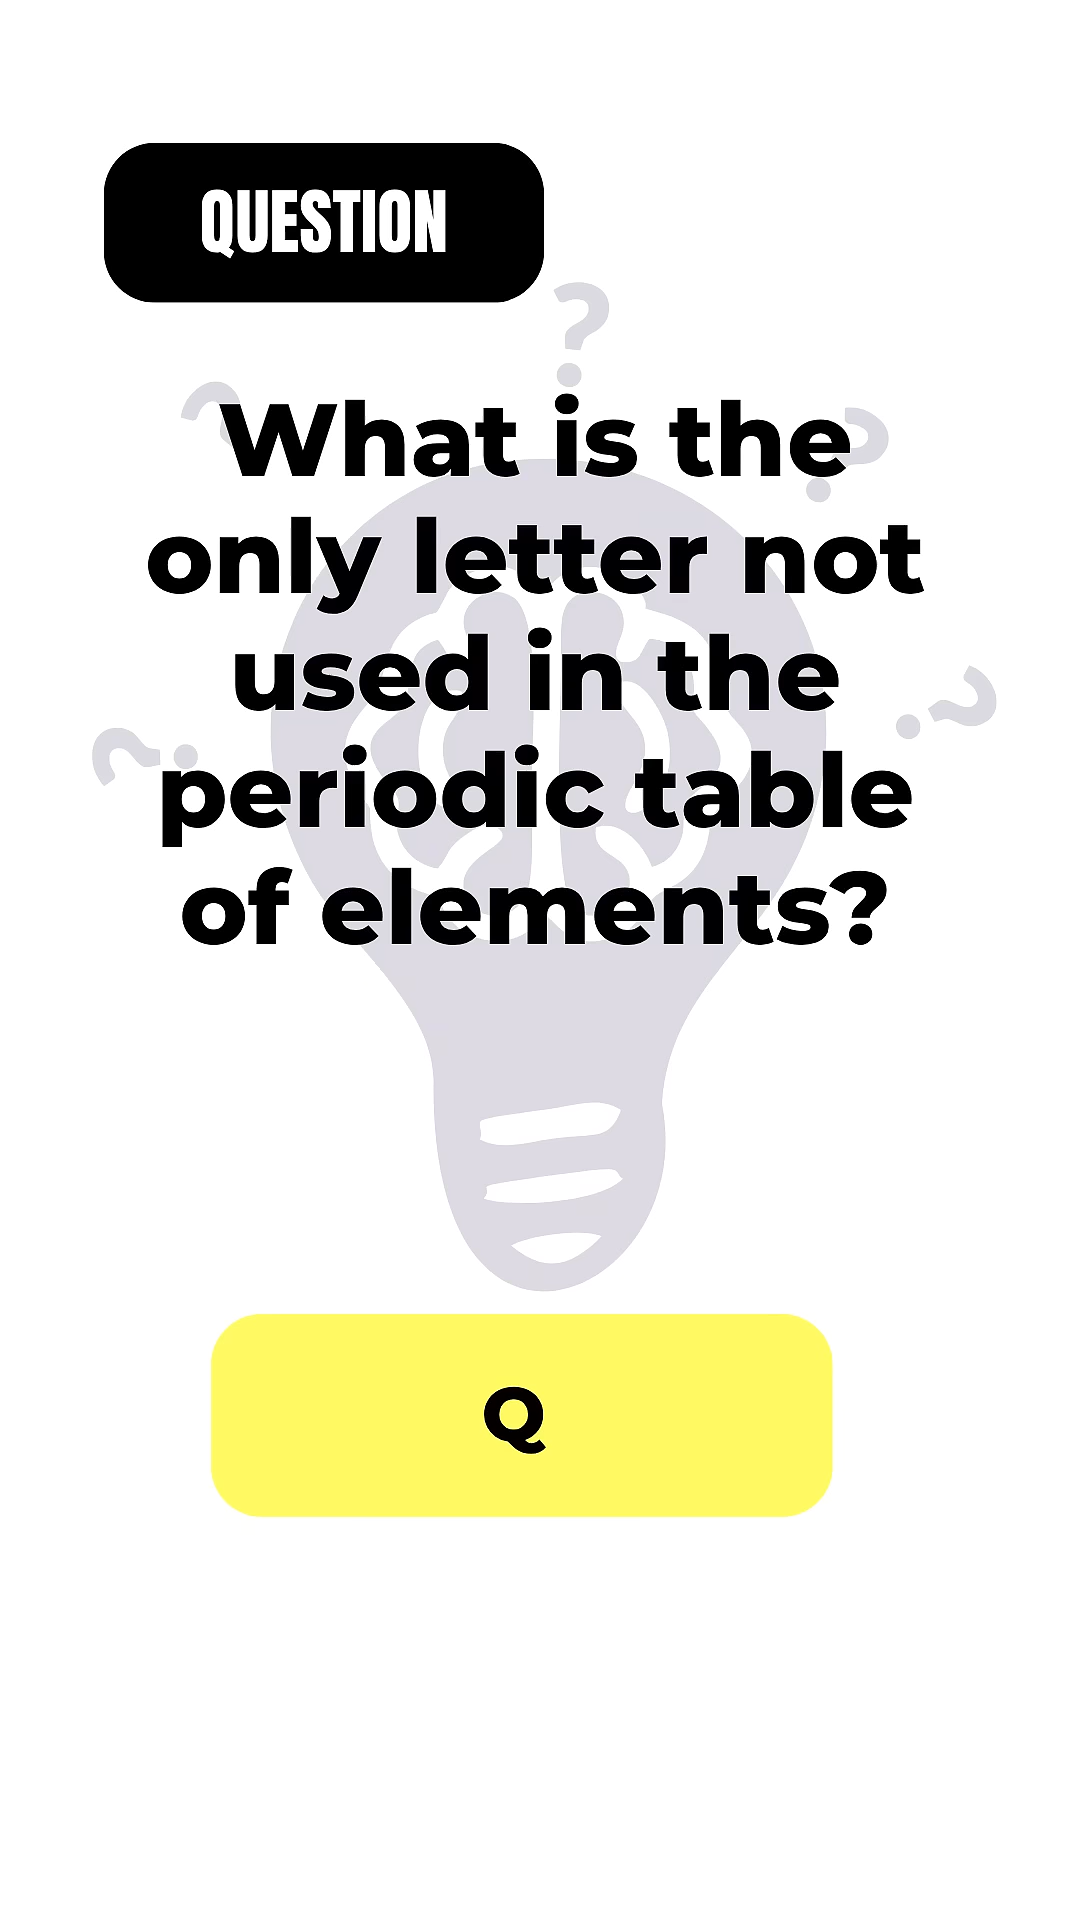 QUESTION
What is the
only letter not
used in the
periodic table
of elements?
Q